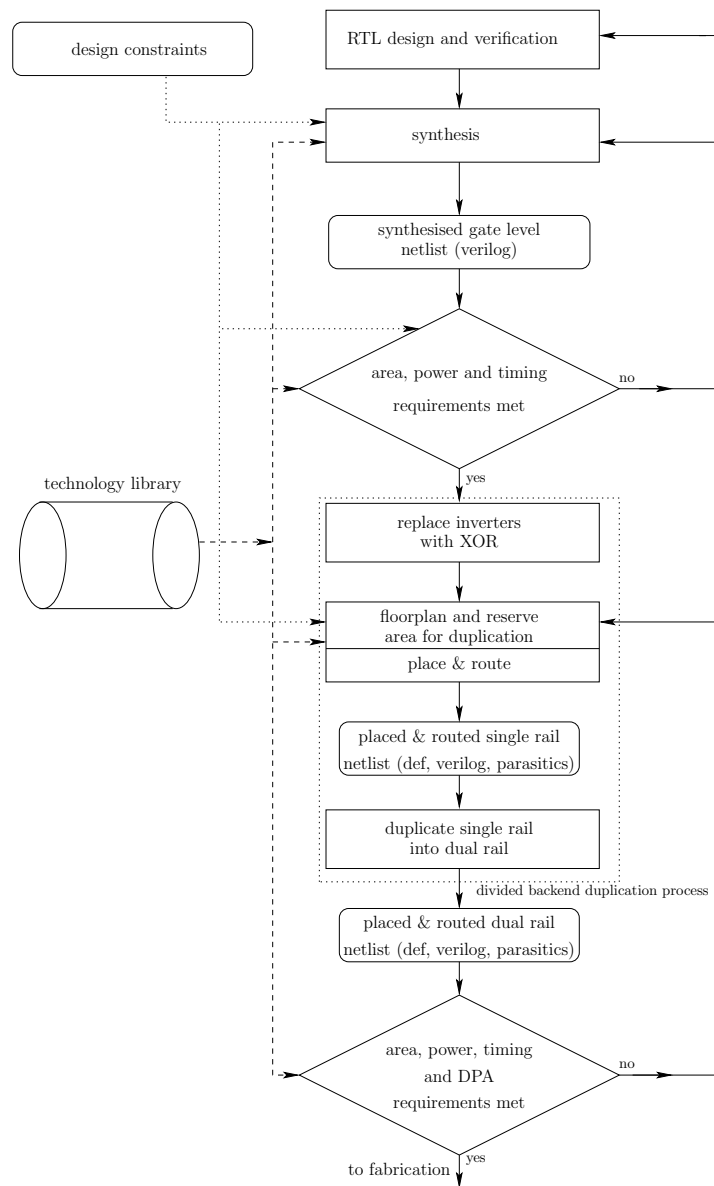 design constraints
RTL design and verification
synthesis
synthesised gate level
netlist (verilog)
area, power and timing
requirements met
no
yes
technology library
replace inverters
with XOR
floorplan and reserve
area for duplication
place & route
placed & routed single rail
netlist (def, verilog, parasitics)
duplicate single rail
into dual rail
divided backend duplication process
placed & routed dual rail
netlist (def, verilog, parasitics)
area, power, timing
and DPA
requirements met
no
yes
to fabrication